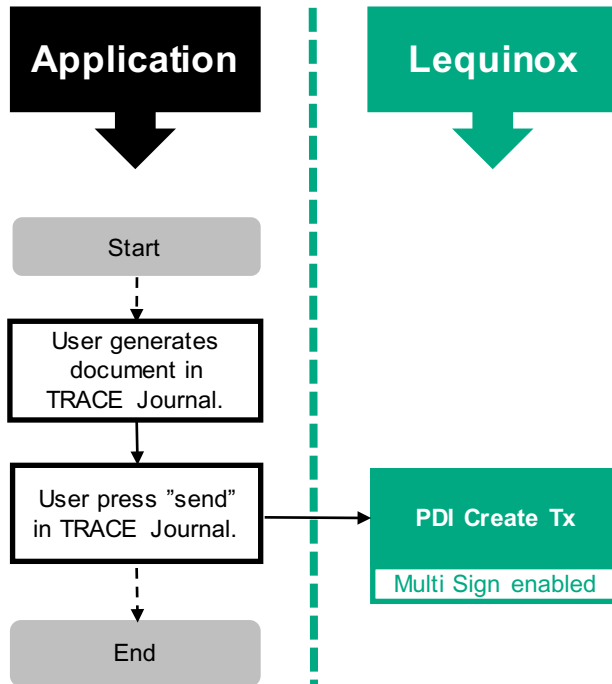 Application
Lequinox
Start
User generates
document in
TRACE Journal.
User press ”send”
in TRACE Journal.
PDI Create Tx
Multi Sign enabled
End